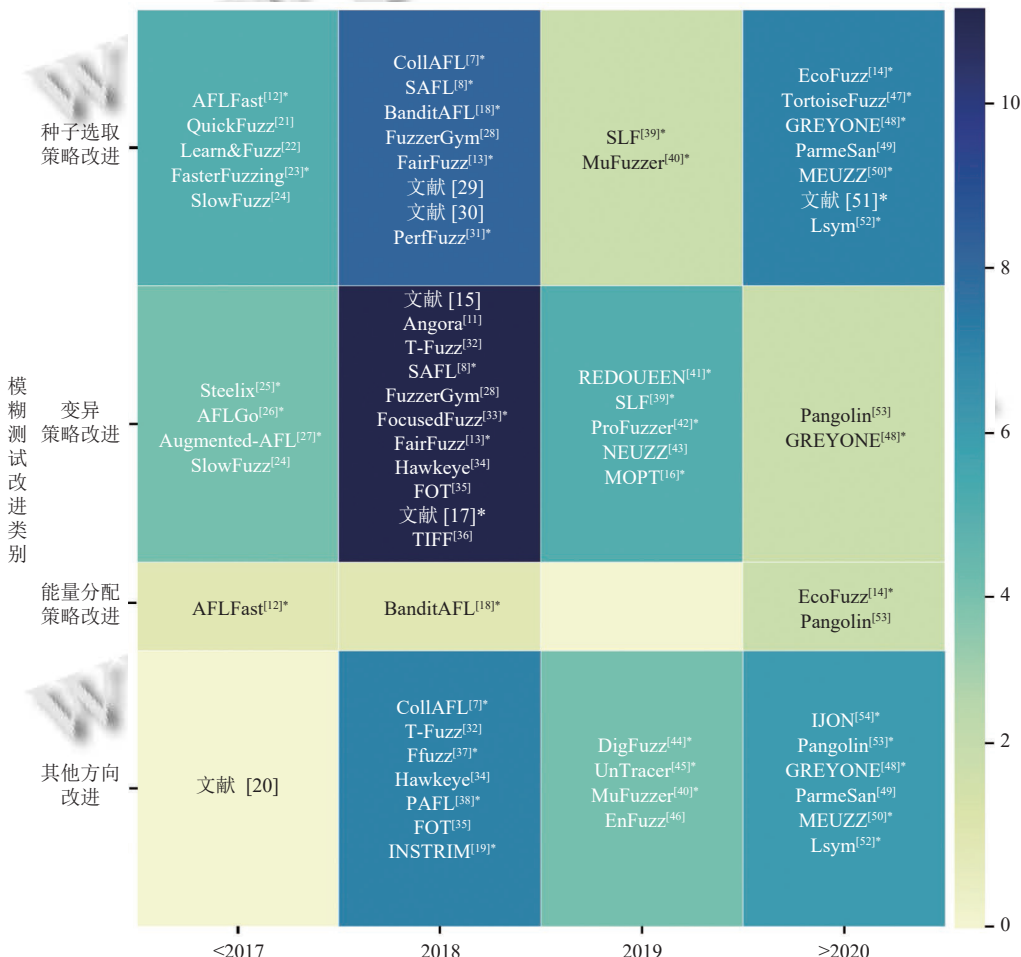 种子选取
策略改进
AFLFast[12]*
QuickFuzz[21]
Learn&Fuzz[22]
FasterFuzzing[23]*
SlowFuzz[24]
CollAFL[7]*
SAFL[8]*
BanditAFL[18]*
FuzzerGym[28]
FairFuzz[13]*
文献 [29]
文献 [30]
PerfFuzz[31]*
SLF[39]*
MuFuzzer[40]*
EcoFuzz[14]*
TortoiseFuzz[47]*
GREYONE[48]*
ParmeSan[49]
MEUZZ[50]*
文献 [51]*
Lsym[52]*
模糊测试改进类别
变异
策略改进
Steelix[25]*
AFLGo[26]*
Augmented-AFL[27]*
SlowFuzz[24]
文献 [15]
Angora[11]
T-Fuzz[32]
SAFL[8]*
FuzzerGym[28]
FocusedFuzz[33]*
FairFuzz[13]*
Hawkeye[34]
FOT[35]
文献 [17]*
TIFF[36]
REDOUEEN[41]*
SLF[39]*
ProFuzzer[42]*
NEUZZ[43]
MOPT[16]*
Pangolin[53]
GREYONE[48]*
能量分配
策略改进
AFLFast[12]*
BanditAFL[18]*
EcoFuzz[14]*
Pangolin[53]
其他方向
改进
文献 [20]
CollAFL[7]*
T-Fuzz[32]
Ffuzz[37]*
Hawkeye[34]
PAFL[38]*
FOT[35]
INSTRIM[19]*
DigFuzz[44]*
UnTracer[45]*
MuFuzzer[40]*
EnFuzz[46]
IJON[54]*
Pangolin[53]*
GREYONE[48]*
ParmeSan[49]
MEUZZ[50]*
Lsym[52]*
<2017
2018
2019
>2020
10
8
6
4
2
0